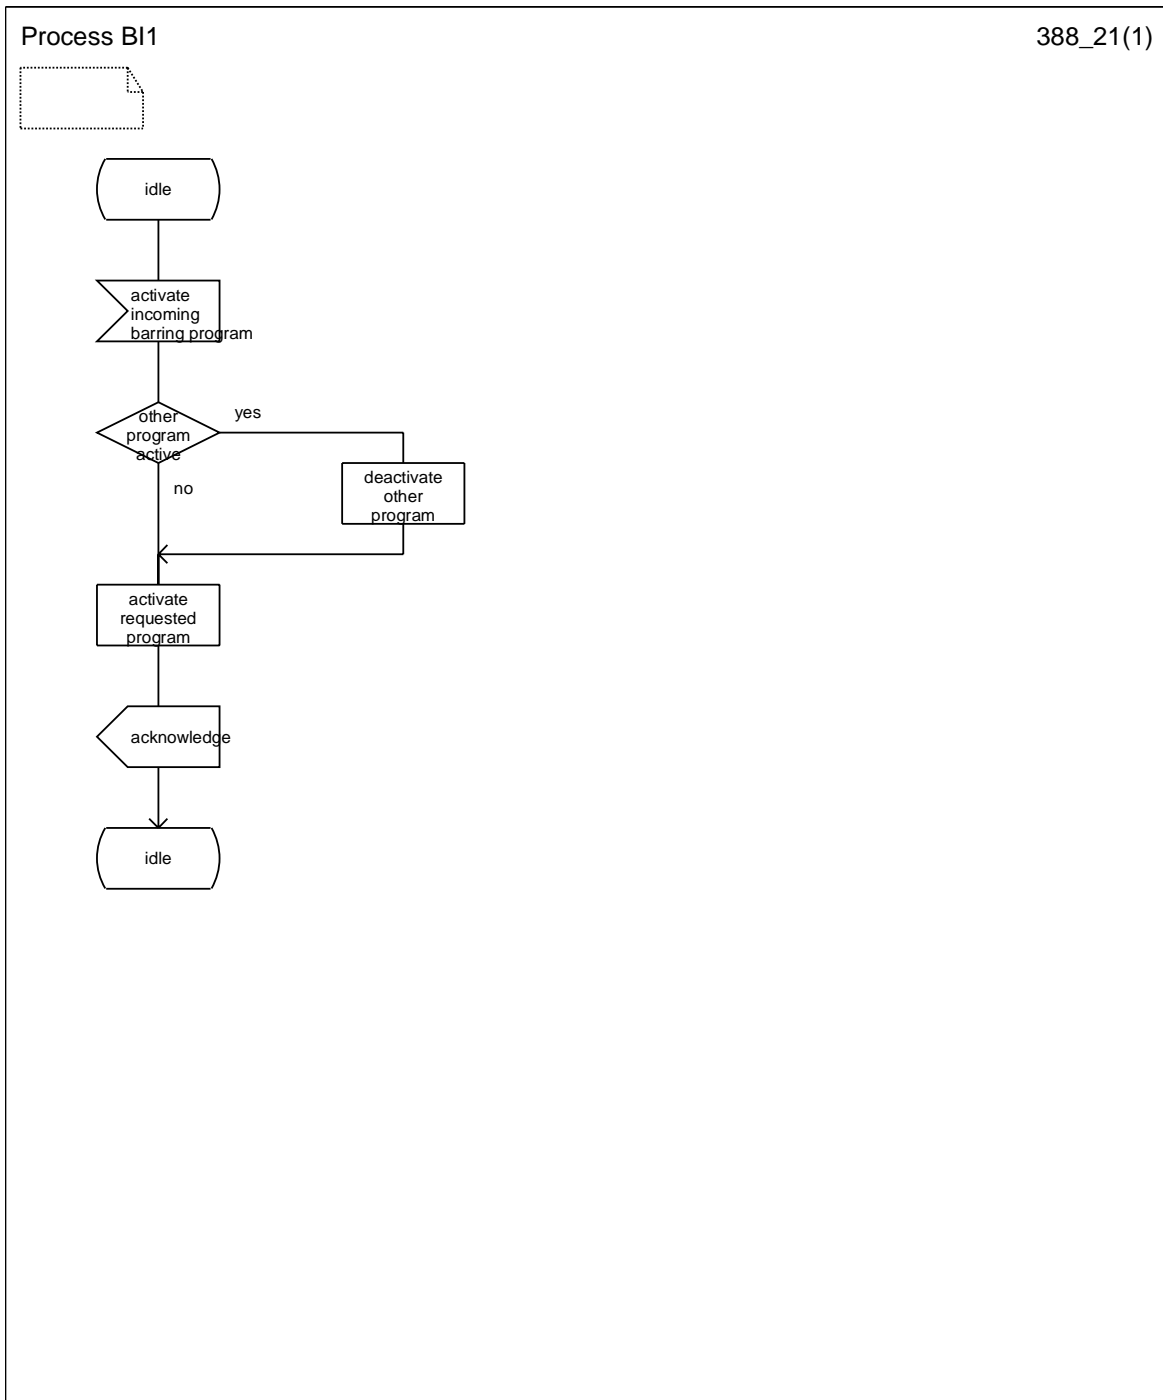 Process BI1
388_21(1)
idle
activate
incoming
barring program
other
program
active
yes
no
deactivate
other
program
activate
requested
program
acknowledge
idle